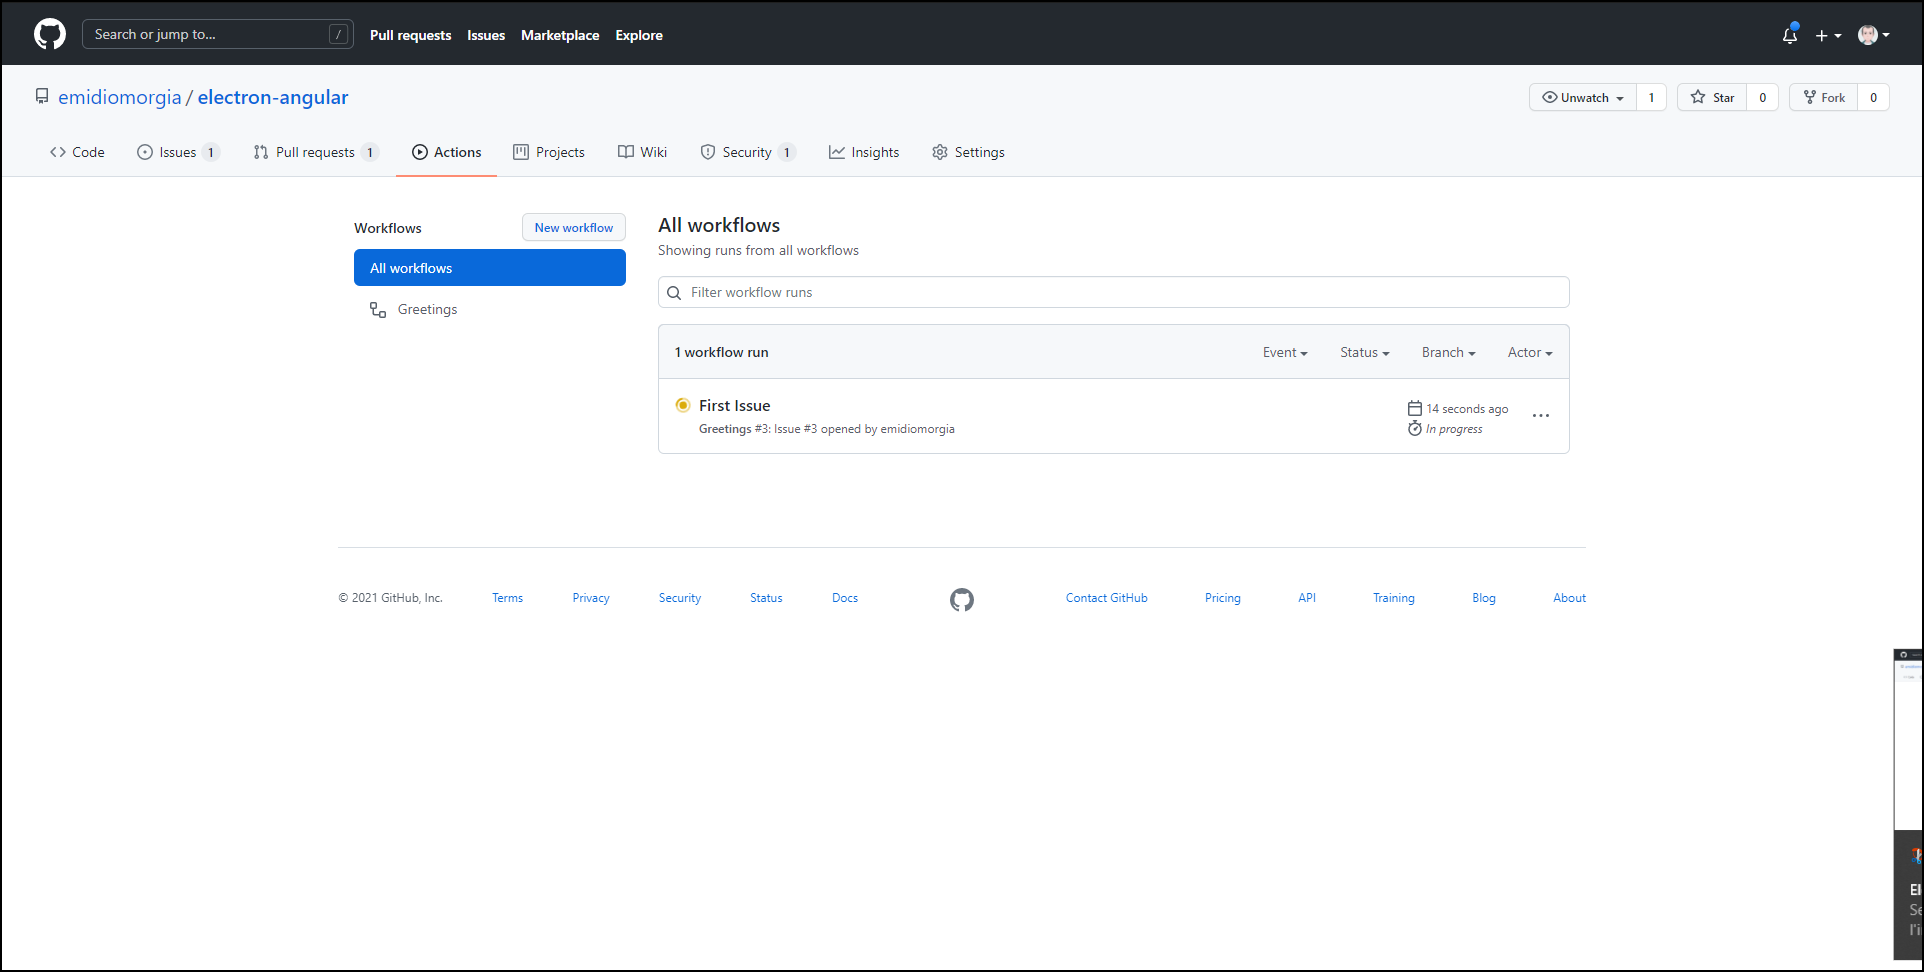 Search or jump to... /
Pull requests Issues Marketplace Explore
emidiomorgia / electron-angular
Unwatch 1 Star 0 Fork 0
Code Issues 1 Pull requests 1 Actions Projects Wiki Security 1 Insights Settings
Workflows
New workflow
All workflows
Greetings
All workflows
Showing runs from all workflows
Filter workflow runs
1 workflow run Event Status Branch Actor
First Issue
Greetings #3: Issue #3 opened by emidiomorgia
14 seconds ago
In progress
© 2021 GitHub, Inc. Terms Privacy Security Status Docs Contact GitHub Pricing API Training Blog About